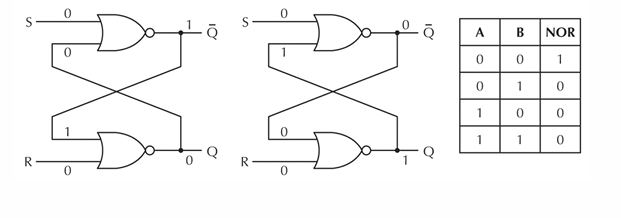 S 0 1 Q̄
0
1
R 0 0 Q
S 0 0 Q̄
1
0
R 0 1 Q
A B NOR
0 0 1
0 1 0
1 0 0
1 1 0